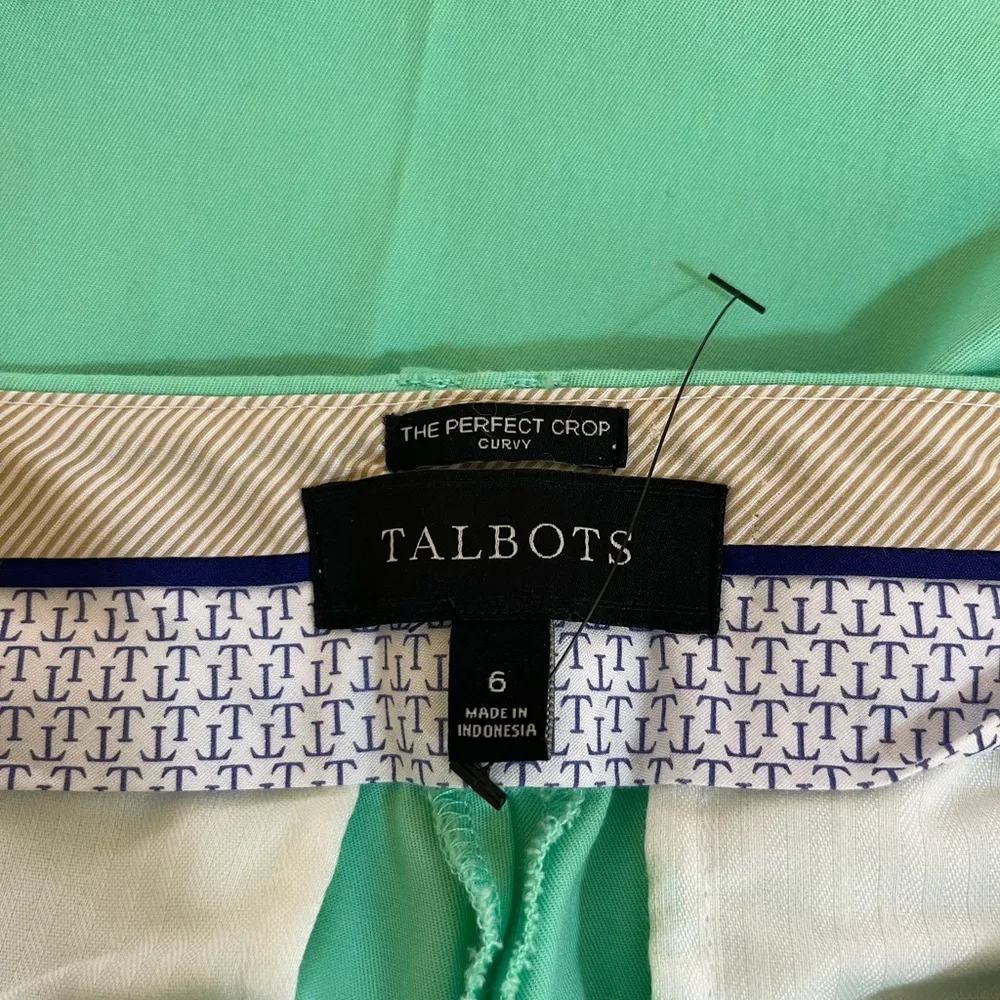 THE PERFECT CROP
CURVY
TALBOTS
6
MADE IN
INDONESIA